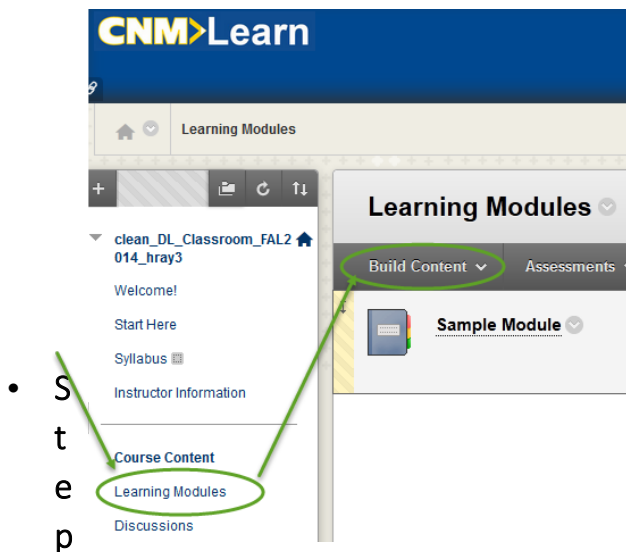 CNM>Learn
Learning Modules
Learning Modules
Build Content
Assessments
Sample Module
clean_DL_Classroom_FAL2
014_hray3
Welcome!
Start Here
Syllabus
Instructor Information
Course Content
Learning Modules
Discussions
• S
t
e
p